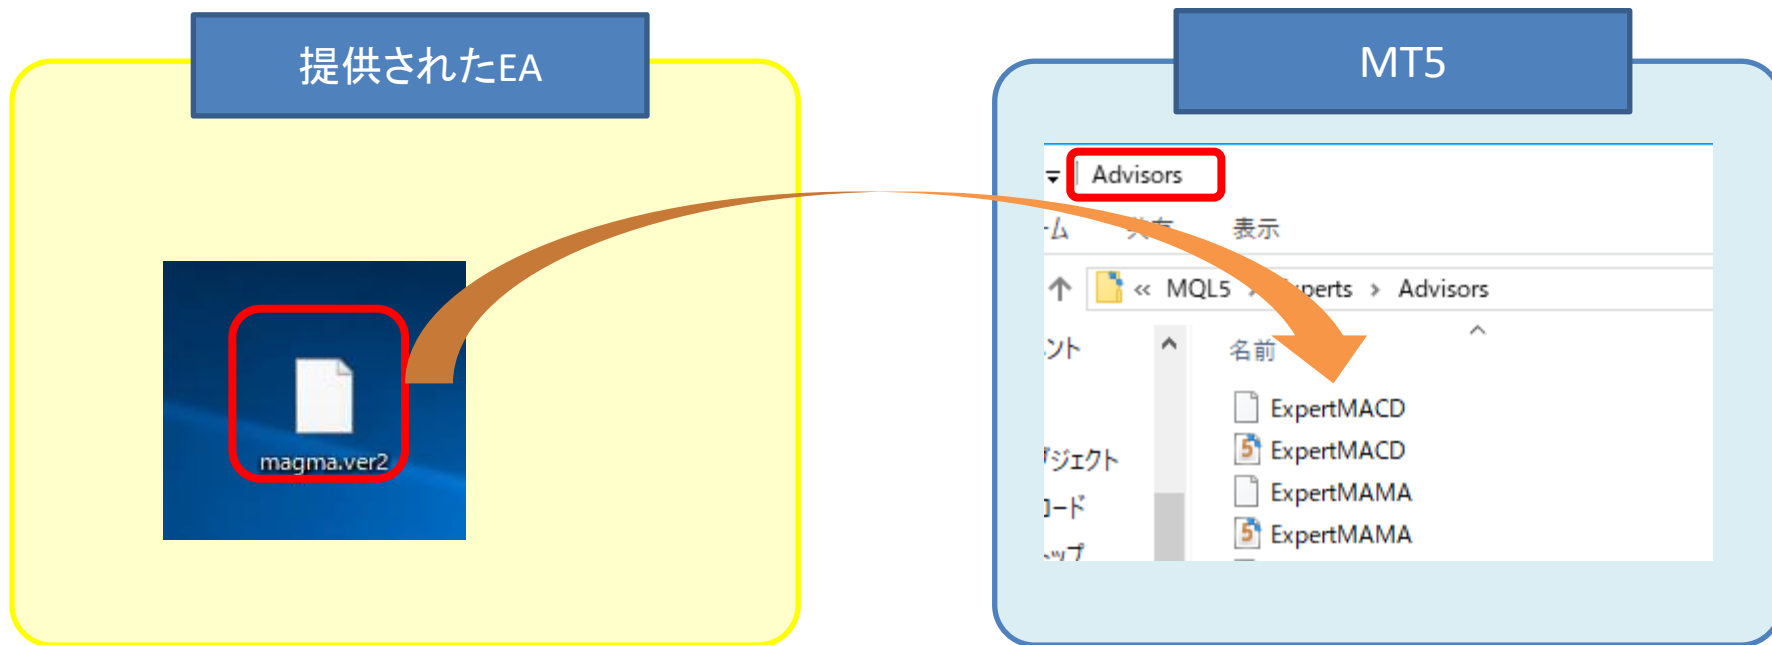 提供されたEA
magma.ver2
MT5
Advisors
表示
« MQL5 › Experts › Advisors
名前
ExpertMACD
ExpertMACD
ExpertMAMA
ExpertMAMA